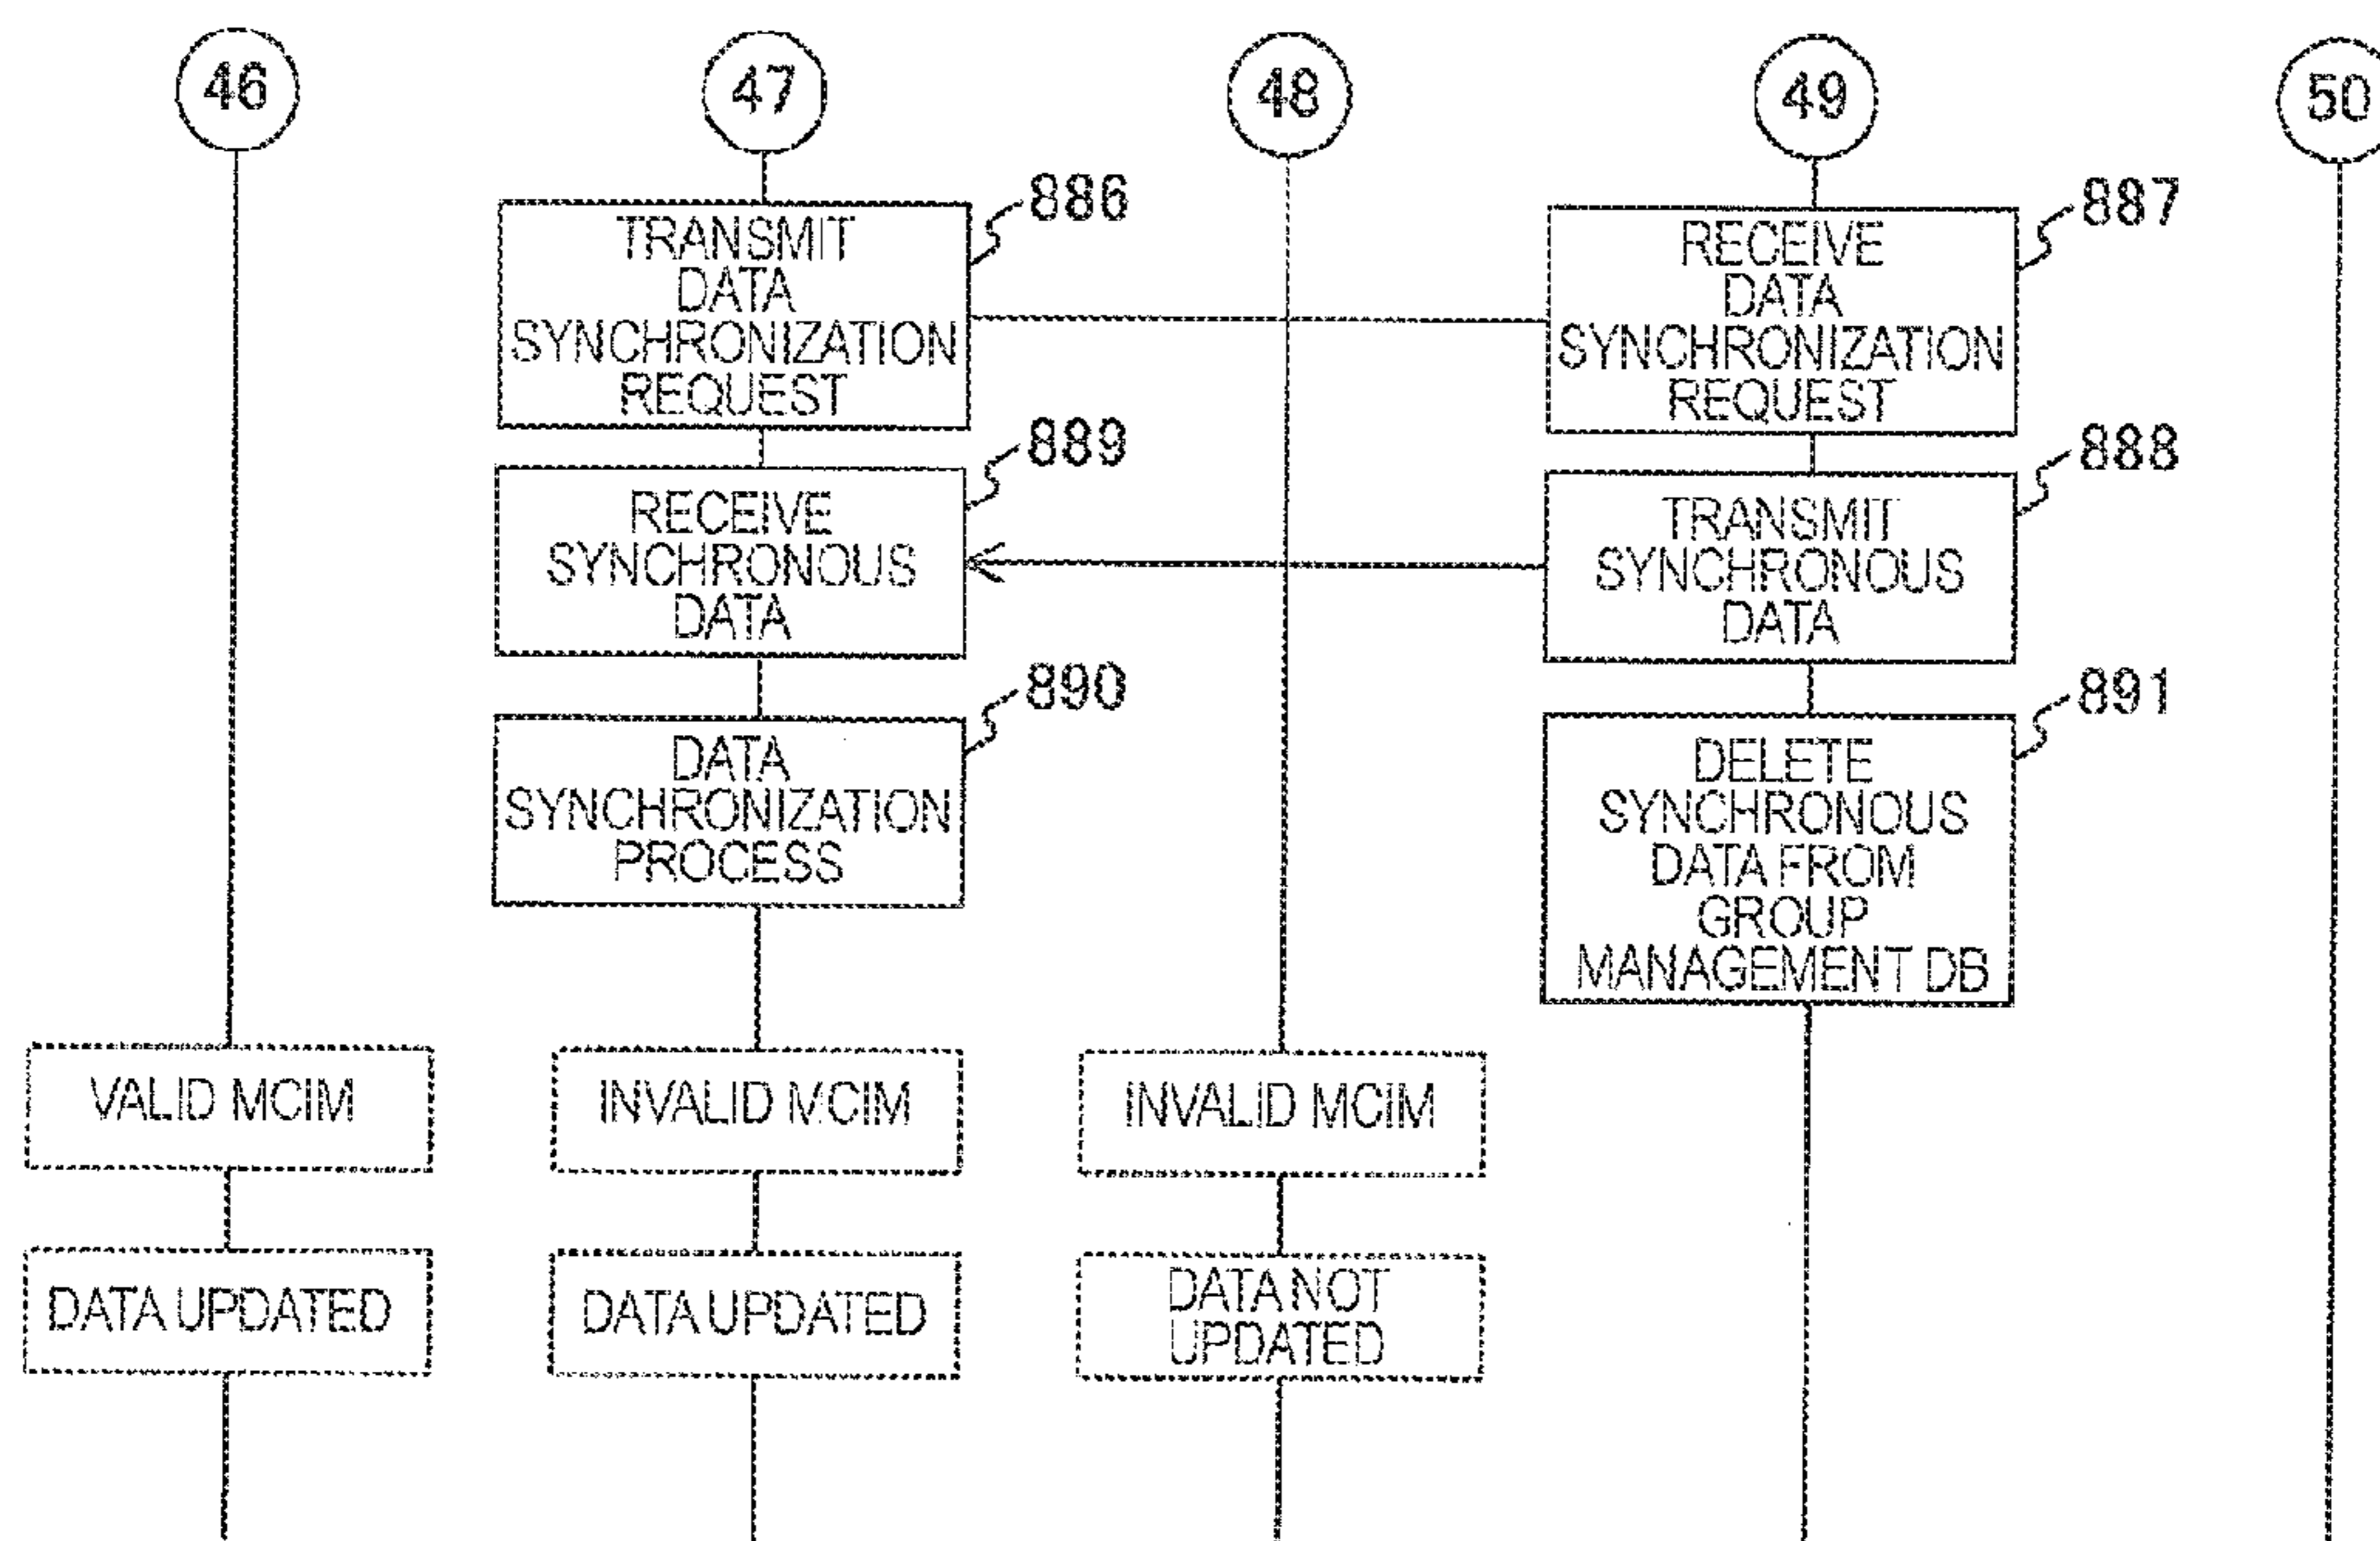 46
47
48
49
50
886
TRANSMIT
DATA
SYNCHRONIZATION
REQUEST
887
RECEIVE
DATA
SYNCHRONIZATION
REQUEST
889
RECEIVE
SYNCHRONOUS
DATA
888
TRANSMIT
SYNCHRONOUS
DATA
890
DATA
SYNCHRONIZATION
PROCESS
891
DELETE
SYNCHRONOUS
DATA FROM
GROUP
MANAGEMENT DB
VALID MCIM
INVALID MCIM
INVALID MCIM
DATA UPDATED
DATA UPDATED
DATA NOT
UPDATED